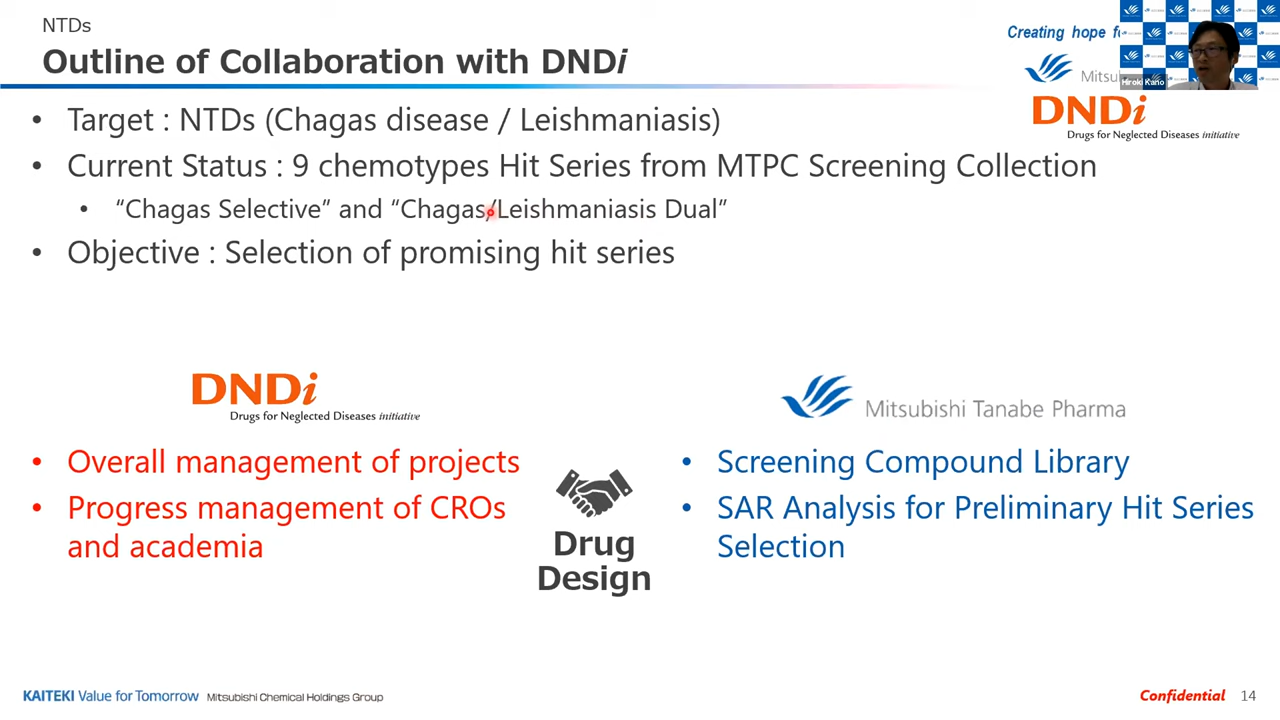 NTDs
Outline of Collaboration with DNDi
Creating hope
Hiroki Kano
DNDi
Drugs for Neglected Diseases initiative
• Target : NTDs (Chagas disease / Leishmaniasis)
• Current Status : 9 chemotypes Hit Series from MTPC Screening Collection
• “Chagas Selective” and “Chagas/Leishmaniasis Dual”
• Objective : Selection of promising hit series
DNDi
Drugs for Neglected Diseases initiative
• Overall management of projects
• Progress management of CROs
and academia
Drug
Design
Mitsubishi Tanabe Pharma
• Screening Compound Library
• SAR Analysis for Preliminary Hit Series
Selection
KAITEKI Value for Tomorrow Mitsubishi Chemical Holdings Group
Confidential 14